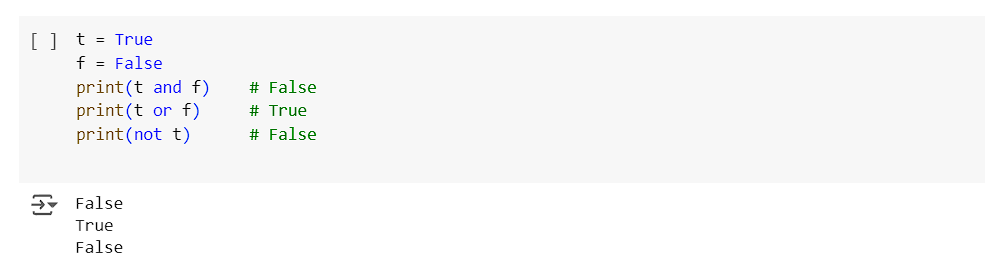 [ ] t = True
f = False
print(t and f)    # False
print(t or f)     # True
print(not t)      # False
False
True
False